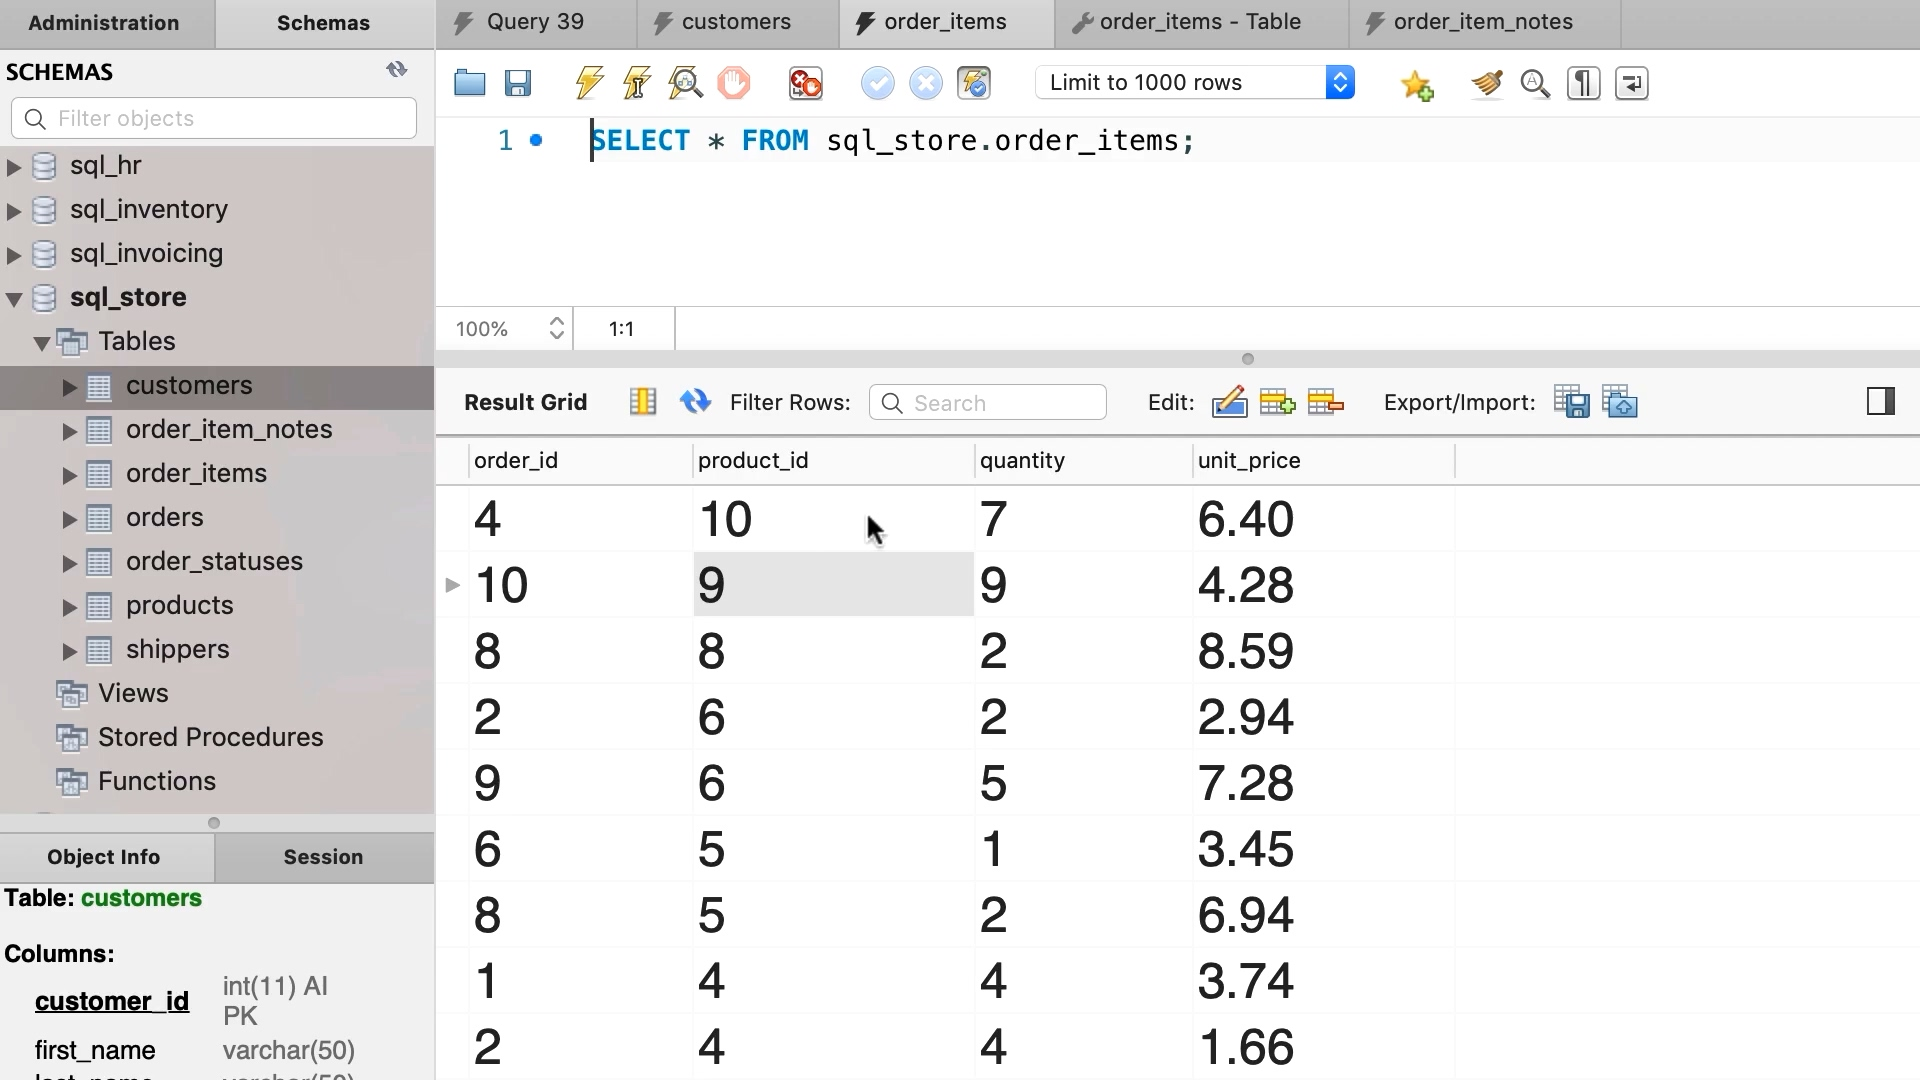 Administration
Schemas
Query 39
customers
order_items
order_items - Table
order_item_notes
SCHEMAS
Filter objects
Limit to 1000 rows
1
SELECT * FROM sql_store.order_items;
sql_hr
sql_inventory
sql_invoicing
sql_store
Tables
customers
order_item_notes
order_items
orders
order_statuses
products
shippers
Views
Stored Procedures
Functions
100%
1:1
Result Grid
Filter Rows:
Search
Edit:
Export/Import:
order_id product_id quantity unit_price
4 10 7 6.40
10 9 9 4.28
8 8 2 8.59
2 6 2 2.94
9 6 5 7.28
6 5 1 3.45
8 5 2 6.94
1 4 4 3.74
2 4 4 1.66
Object Info
Session
Table: customers
Columns:
customer_id int(11) AI
PK
first_name varchar(50)